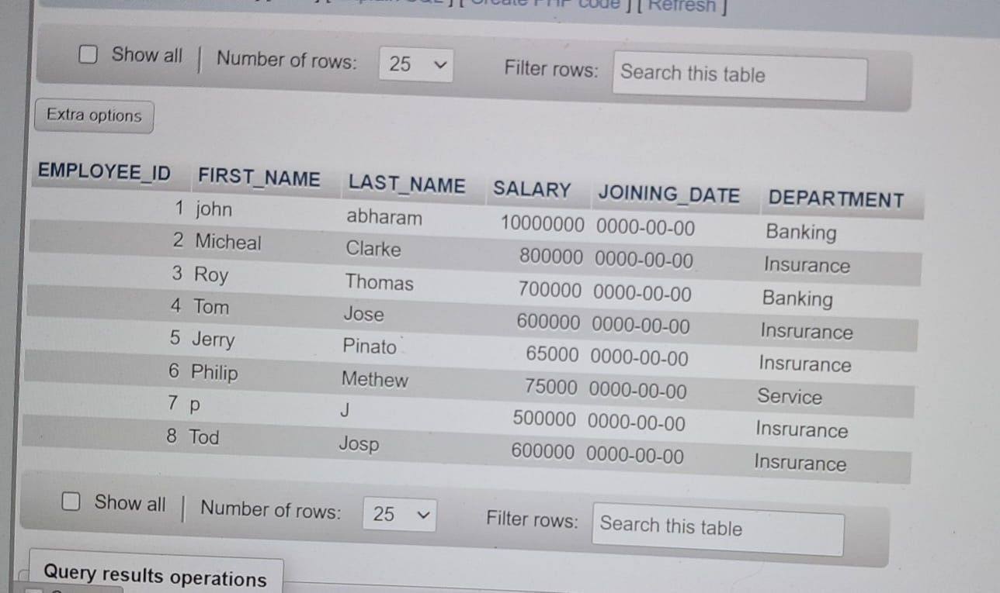 Create PHP code ] [ Refresh ]
Show all Number of rows: 25 Filter rows: Search this table
Extra options
EMPLOYEE_ID FIRST_NAME LAST_NAME SALARY JOINING_DATE DEPARTMENT
1 john abharam 10000000 0000-00-00 Banking
2 Micheal Clarke 800000 0000-00-00 Insurance
3 Roy Thomas 700000 0000-00-00 Banking
4 Tom Jose 600000 0000-00-00 Insrurance
5 Jerry Pinato 65000 0000-00-00 Insrurance
6 Philip Methew 75000 0000-00-00 Service
7 p J 500000 0000-00-00 Insrurance
8 Tod Josp 600000 0000-00-00 Insrurance
Show all Number of rows: 25 Filter rows: Search this table
Query results operations